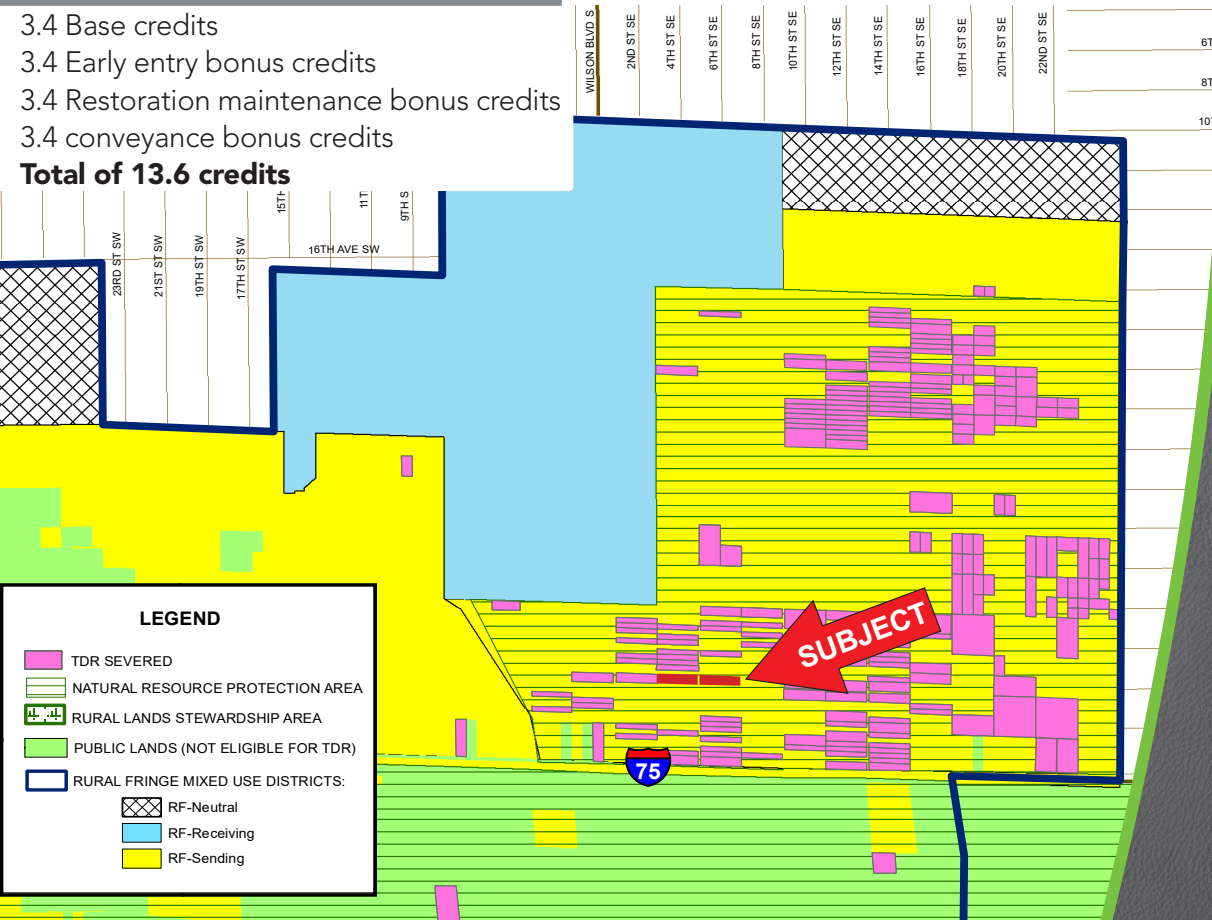 3.4 Base credits
3.4 Early entry bonus credits
3.4 Restoration maintenance bonus credits
3.4 conveyance bonus credits
Total of 13.6 credits
WILSON BLVD S
2ND ST SE
4TH ST SE
6TH ST SE
8TH ST SE
10TH ST SE
12TH ST SE
14TH ST SE
16TH ST SE
18TH ST SE
20TH ST SE
22ND ST SE
6T
8T
10T
23RD ST SW
21ST ST SW
19TH ST SW
17TH ST SW
15TH
9TH S
16TH AVE SW
SUBJECT
75
LEGEND
TDR SEVERED
NATURAL RESOURCE PROTECTION AREA
RURAL LANDS STEWARDSHIP AREA
PUBLIC LANDS (NOT ELIGIBLE FOR TDR)
RURAL FRINGE MIXED USE DISTRICTS:
RF-Neutral
RF-Receiving
RF-Sending